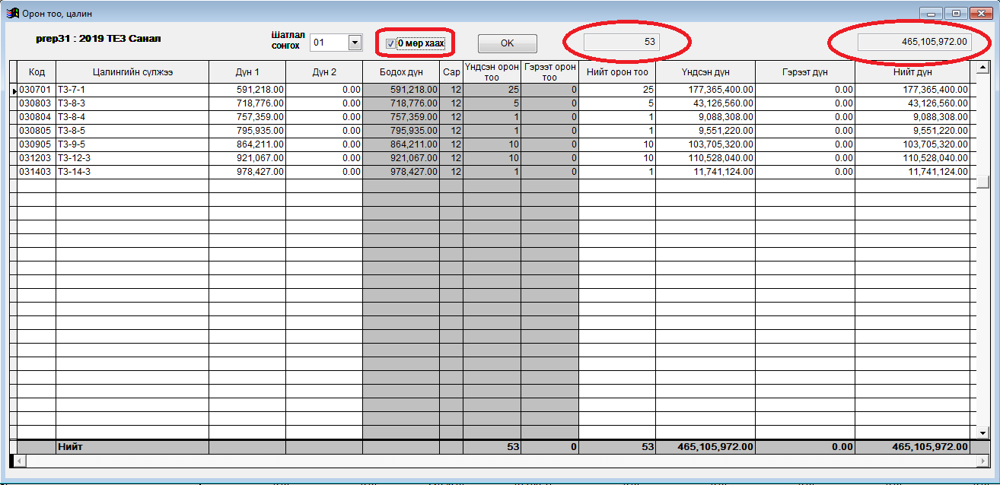 Орон тоо, цалин
prep31 : 2019 ТЕЗ Санал
Шатлал сонгох
01
0 мөр хаах
OK
53
465,105,972.00
Код Цалингийн сүлжээ Дүн 1 Дүн 2 Бодох дүн Сар Үндсэн орон тоо Гэрээт орон тоо Нийт орон тоо Үндсэн дүн Гэрээт дүн Нийт дүн
030701 ТЗ-7-1 591,218.00 0.00 591,218.00 12 25 0 25 177,365,400.00 0.00 177,365,400.00
030803 ТЗ-8-3 718,776.00 0.00 718,776.00 12 5 0 5 43,126,560.00 0.00 43,126,560.00
030804 ТЗ-8-4 757,359.00 0.00 757,359.00 12 1 0 1 9,088,308.00 0.00 9,088,308.00
030805 ТЗ-8-5 795,935.00 0.00 795,935.00 12 1 0 1 9,551,220.00 0.00 9,551,220.00
030905 ТЗ-9-5 864,211.00 0.00 864,211.00 12 10 0 10 103,705,320.00 0.00 103,705,320.00
031203 ТЗ-12-3 921,067.00 0.00 921,067.00 12 10 0 10 110,528,040.00 0.00 110,528,040.00
031403 ТЗ-14-3 978,427.00 0.00 978,427.00 12 1 0 1 11,741,124.00 0.00 11,741,124.00
Нийт 53 0 53 465,105,972.00 0.00 465,105,972.00